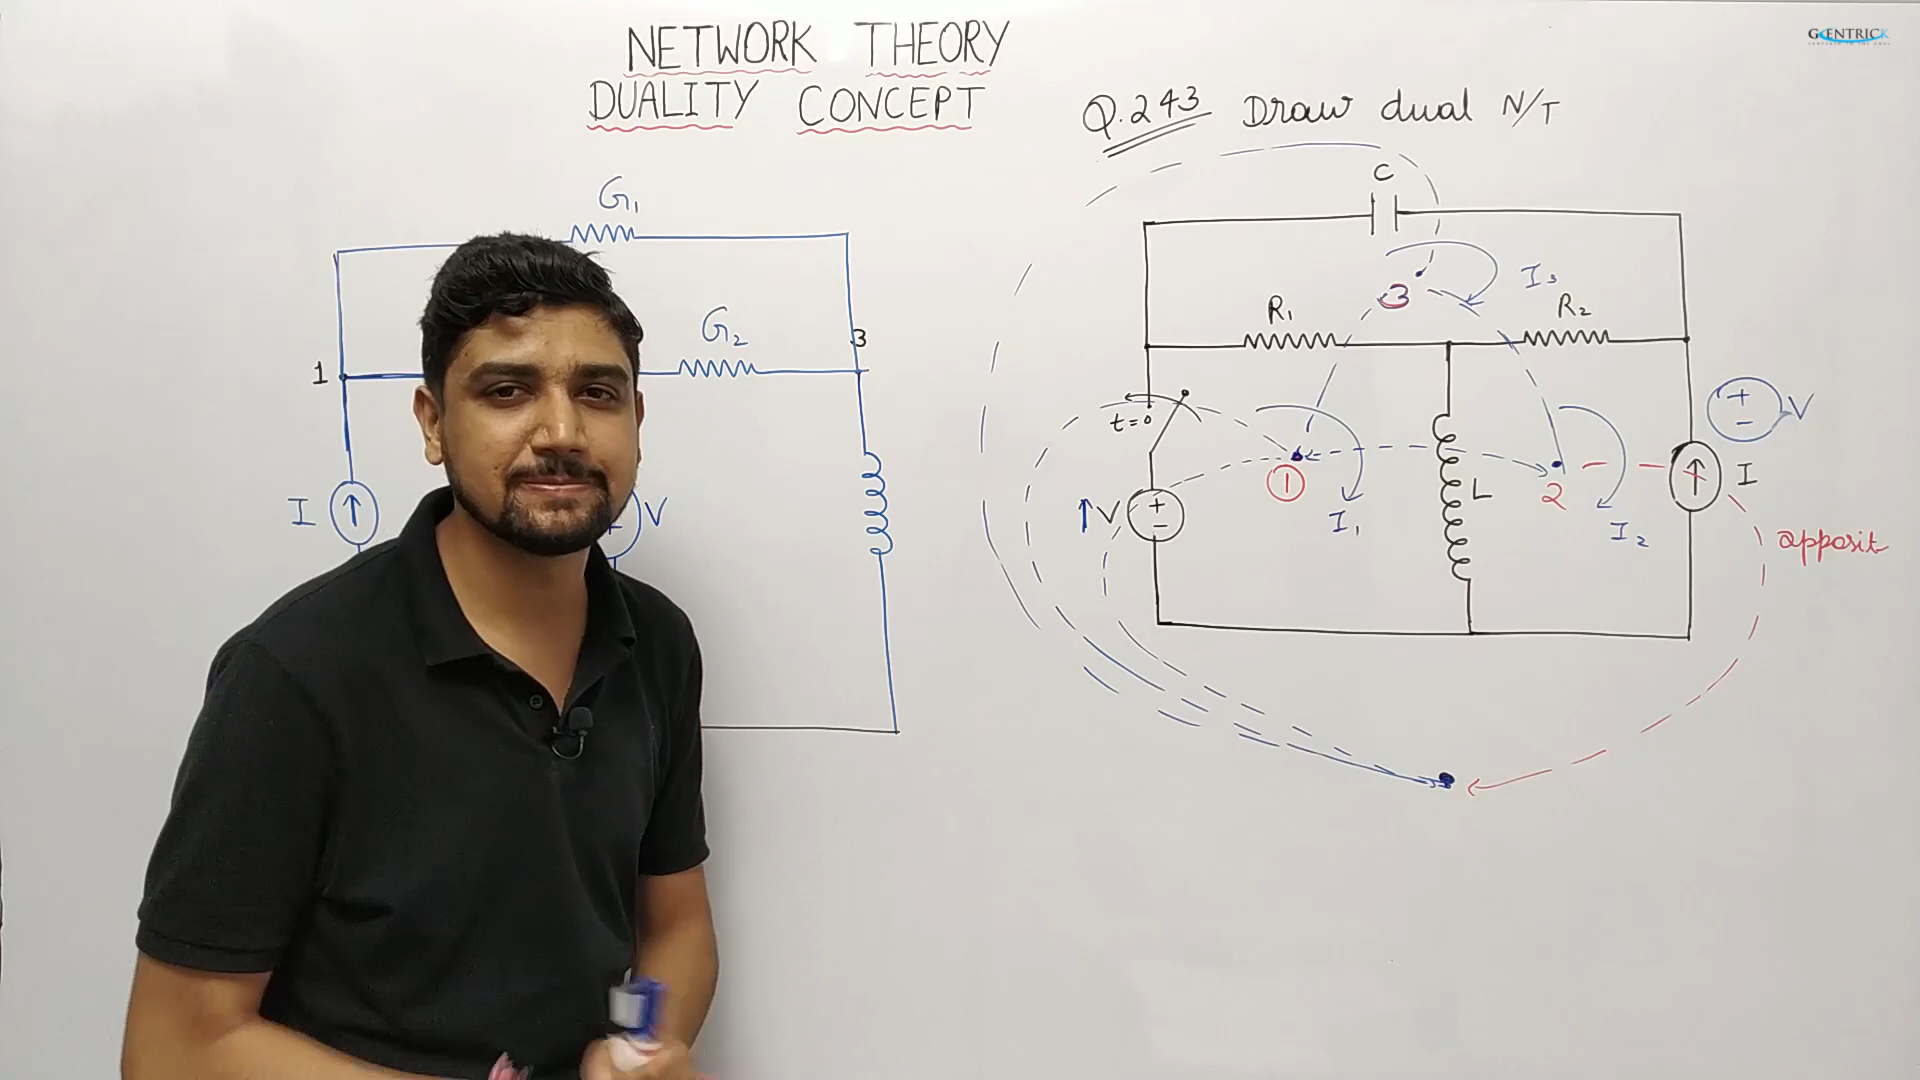 NETWORK THEORY
DUALITY CONCEPT
GENTRICK
Q.243 Draw dual N/T
G₁
G₂
1
3
I
V
C
3
I₃
R₁
R₂
t=0
+
-
V
1
I₁
L
2
I₂
+
-
V
I
opposit